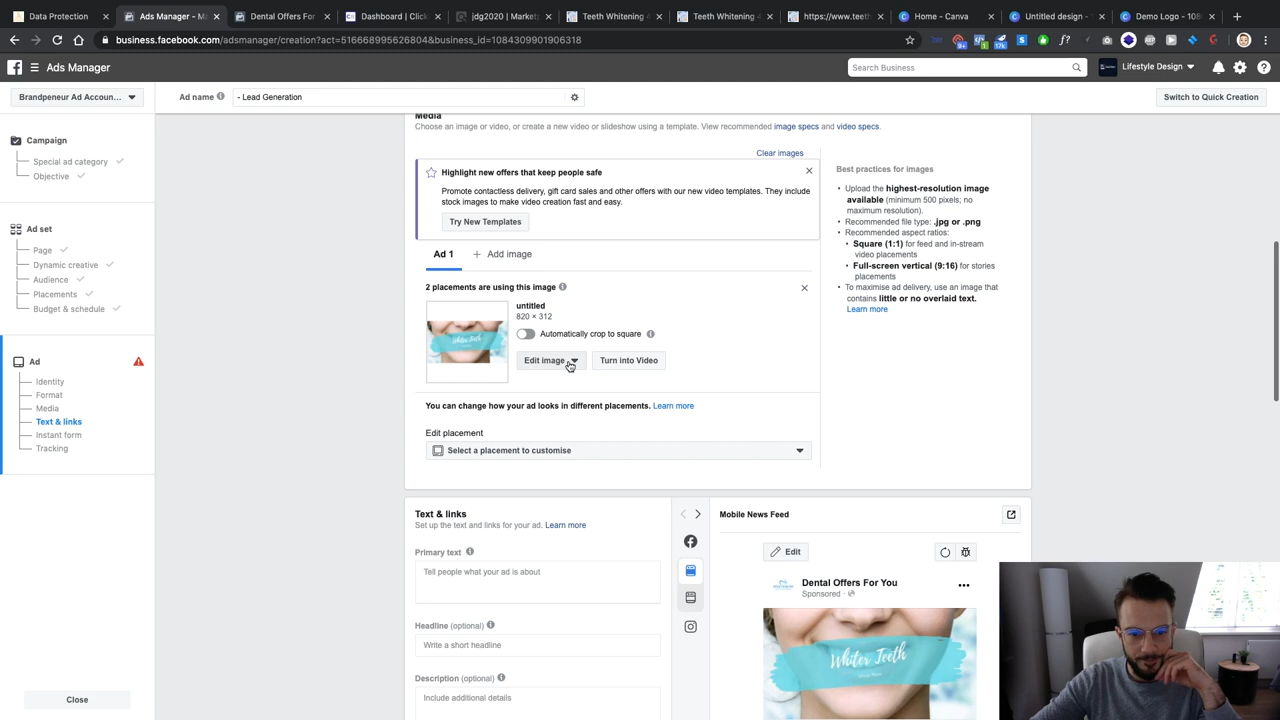 Ads Manager - M
Dental Offers For
Dashboard | Click
jdg2020 | Marketp
Teeth Whitening 4
Teeth Whitening 4
https://www.teeth
Home - Canva
Untitled design -
Demo Logo - 108
business.facebook.com/adsmanager/creation?act=516668995626804&business_id=1084309901906318
Ads Manager
Search Business
Lifestyle Design
Brandpeneur Ad Accoun...
Ad name
- Lead Generation
Switch to Quick Creation
Campaign
Special ad category
Objective
Ad set
Page
Dynamic creative
Audience
Placements
Budget & schedule
Ad
Identity
Format
Media
Text & links
Instant form
Tracking
Close
Media
Choose an image or video, or create a new video or slideshow using a template. View recommended image specs and video specs.
Clear images
Highlight new offers that keep people safe
Promote contactless delivery, gift card sales and other offers with our new video templates. They include
stock images to make video creation fast and easy.
Try New Templates
Ad 1
+ Add image
2 placements are using this image
untitled
820 × 312
Automatically crop to square
Edit image
Turn into Video
You can change how your ad looks in different placements. Learn more
Edit placement
Select a placement to customise
Best practices for images
• Upload the highest-resolution image
available (minimum 500 pixels; no
maximum resolution).
• Recommended file type: .jpg or .png
• Recommended aspect ratios:
• Square (1:1) for feed and in-stream
video placements
• Full-screen vertical (9:16) for stories
placements
• To maximise ad delivery, use an image that
contains little or no overlaid text.
Learn more
Text & links
Set up the text and links for your ad. Learn more
Primary text
Tell people what your ad is about
Headline (optional)
Write a short headline
Description (optional)
Include additional details
Mobile News Feed
Edit
Dental Offers For You
Sponsored ·
Whiter Teeth